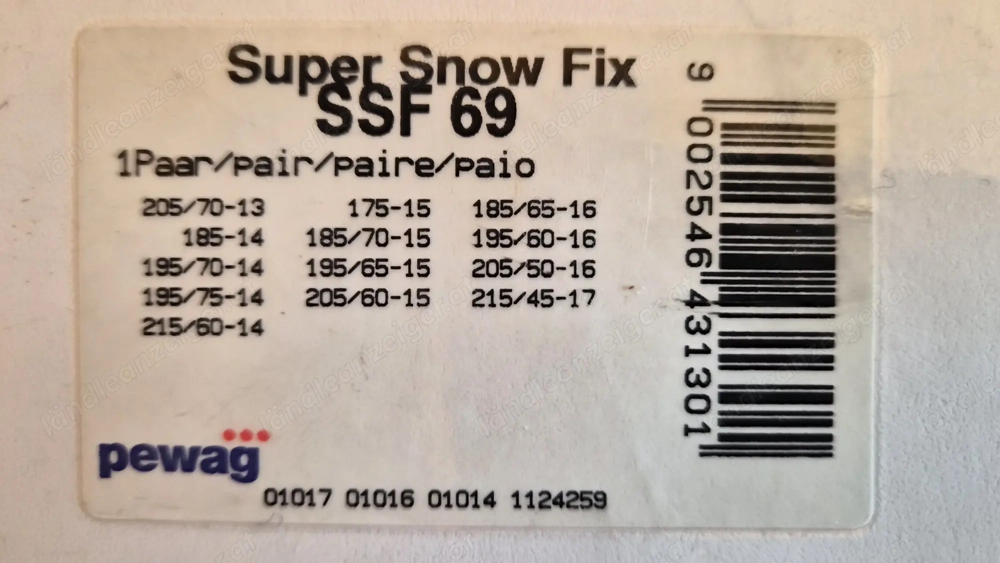 Super Snow Fix
SSF 69
1Paar/pair/paire/paio
205/70-13 175-15 185/65-16
185-14 185/70-15 195/60-16
195/70-14 195/65-15 205/50-16
195/75-14 205/60-15 215/45-17
215/60-14
pewag
01017 01016 01014 1124259
9 002546 431301